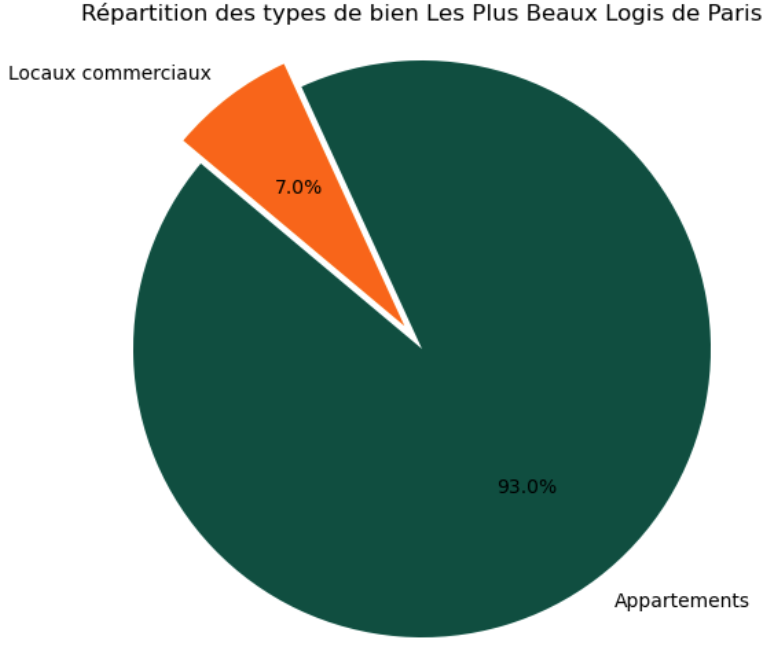 Répartition des types de bien Les Plus Beaux Logis de Paris
Locaux commerciaux
7.0%
93.0%
Appartements